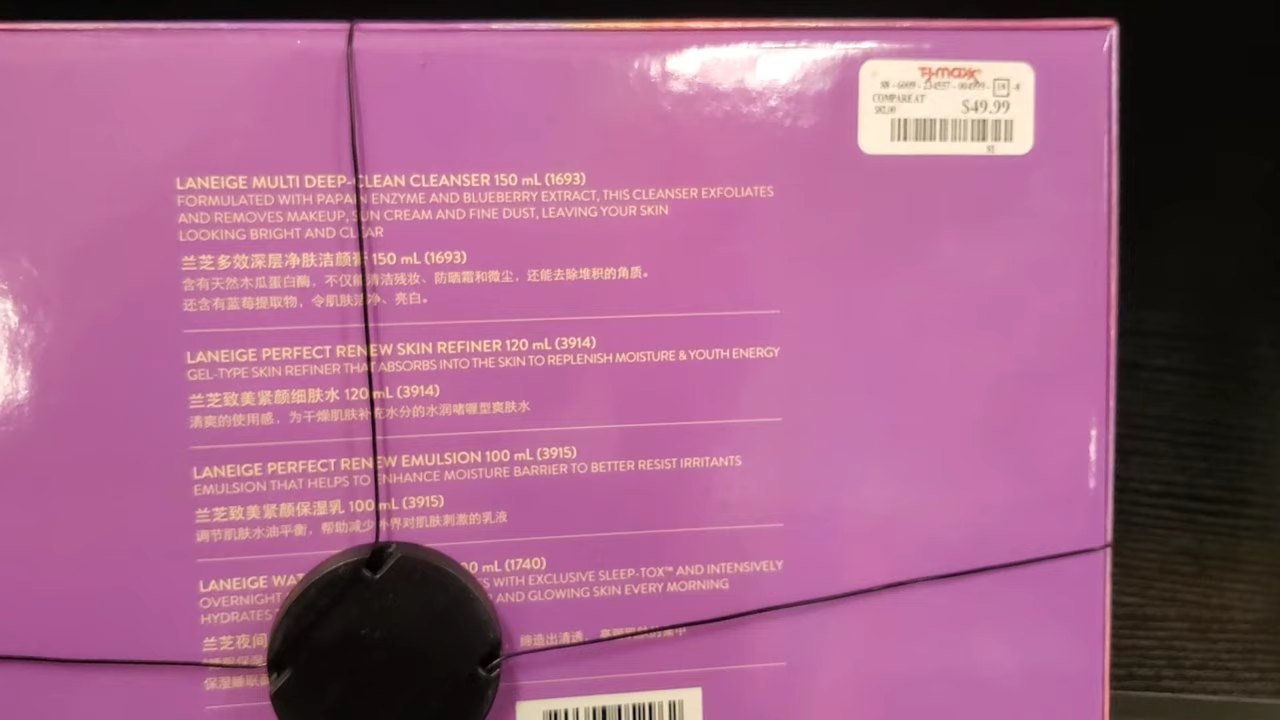 T.J.maxx
COMPARE AT
$49.99
LANEIGE MULTI DEEP-CLEAN CLEANSER 150 mL (1693)
FORMULATED WITH PAPAIN ENZYME AND BLUEBERRY EXTRACT, THIS CLEANSER EXFOLIATES
AND REMOVES MAKEUP, SUN CREAM AND FINE DUST, LEAVING YOUR SKIN
LOOKING BRIGHT AND CLEAR
兰芝多效深层净肤洁颜膏 150 mL (1693)
含有天然木瓜蛋白酶，不仅能清洁残妆、防晒霜和微尘，还能去除堆积的角质。
还含有蓝莓提取物，令肌肤洁净、亮白。
LANEIGE PERFECT RENEW SKIN REFINER 120 mL (3914)
GEL-TYPE SKIN REFINER THAT ABSORBS INTO THE SKIN TO REPLENISH MOISTURE & YOUTH ENERGY
兰芝致美紧颜细肤水 120 mL (3914)
清爽的使用感，为干燥肌肤补充水分的水润啫喱型爽肤水
LANEIGE PERFECT RENEW EMULSION 100 mL (3915)
EMULSION THAT HELPS TO ENHANCE MOISTURE BARRIER TO BETTER RESIST IRRITANTS
兰芝致美紧颜保湿乳 100 mL (3915)
调节肌肤水油平衡，帮助减少外界对肌肤刺激的乳液
LANEIGE mL (1740)
OVERNIGHT WITH EXCLUSIVE SLEEP-TOX™ AND INTENSIVELY
HYDRATES AND GLOWING SKIN EVERY MORNING
兰芝夜间
缔造出清透、
保湿睡眠